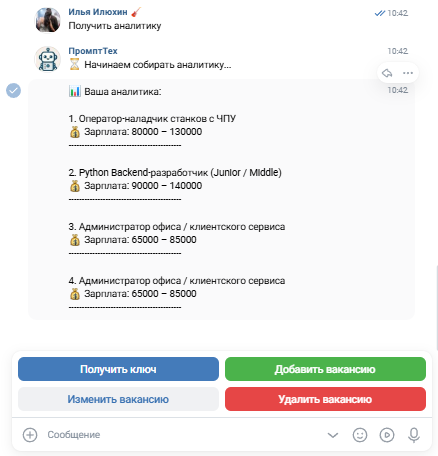 Илья Илюхин 🎸 10:42
Получить аналитику
ПромптТех 10:42
⏳ Начинаем собирать аналитику...
📊 Ваша аналитика: 10:42
1. Оператор-наладчик станков с ЧПУ
💰 Зарплата: 80000 – 130000
----------------------------------------
2. Python Backend-разработчик (Junior / Middle)
💰 Зарплата: 90000 – 140000
----------------------------------------
3. Администратор офиса / клиентского сервиса
💰 Зарплата: 65000 – 85000
----------------------------------------
4. Администратор офиса / клиентского сервиса
💰 Зарплата: 65000 – 85000
----------------------------------------
Получить ключ
Добавить вакансию
Изменить вакансию
Удалить вакансию
Сообщение